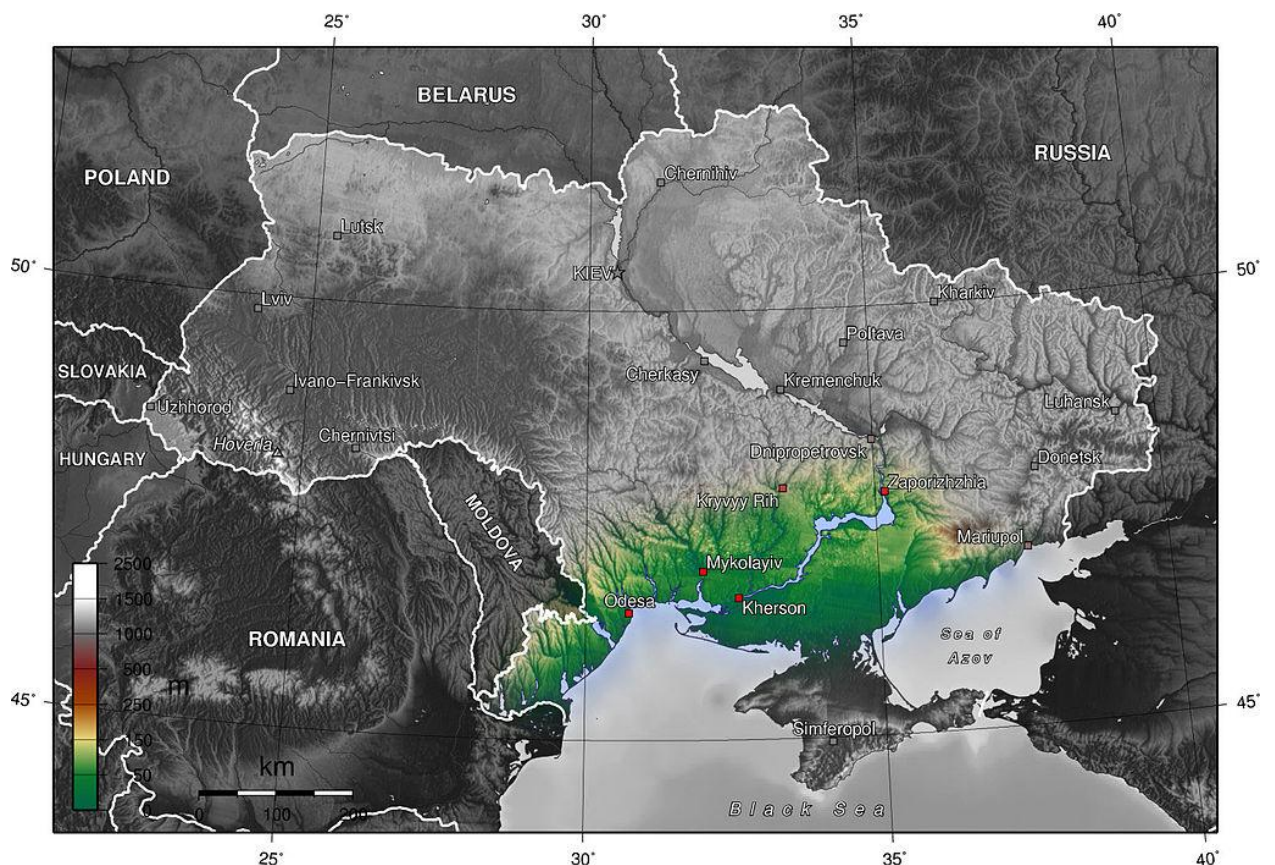 25° 30° 35° 40°
BELARUS
RUSSIA
POLAND
Chernihiv
Lutsk
50° 50°
KIEV
Lviv
Kharkiv
Poltava
SLOVAKIA
Cherkasy
Ivano-Frankivsk
Kremenchuk
Uzhhorod
Luhansk
Chernivtsi
Hoverla
Dnipropetrovsk
HUNGARY
Donetsk
Zaporizhzhia
Kryvyy Rih
MOLDOVA
Mariupol
Mykolayiv
2500
1500
Odesa
Kherson
1000
ROMANIA
Sea of
Azov
500
m
45° 45°
250
Simferopol
150
km
50
Black Sea
0
0 100 200
25° 30° 35° 40°